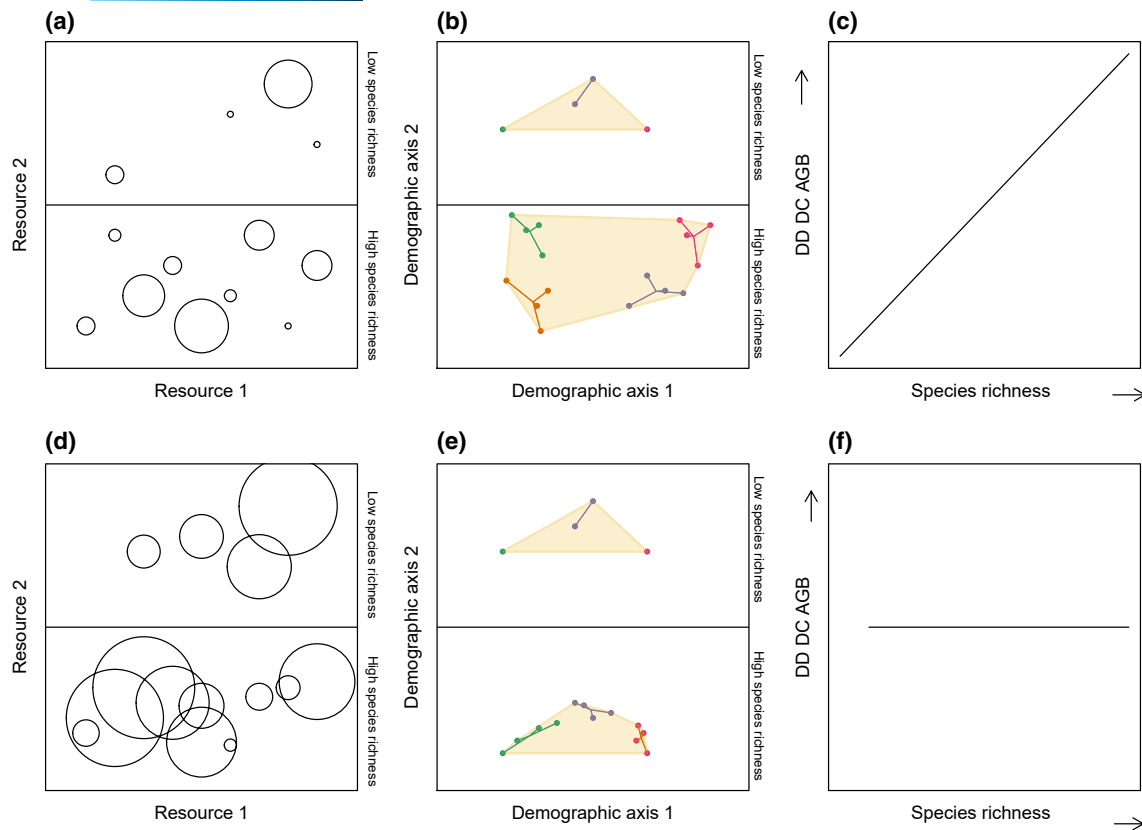 (a)
(b)
(c)
Resource 2
Low species richness
High species richness
Resource 1
Demographic axis 2
Low species richness
High species richness
Demographic axis 1
DD DC AGB
Species richness
(d)
(e)
(f)
Resource 2
Low species richness
High species richness
Resource 1
Demographic axis 2
Low species richness
High species richness
Demographic axis 1
DD DC AGB
Species richness